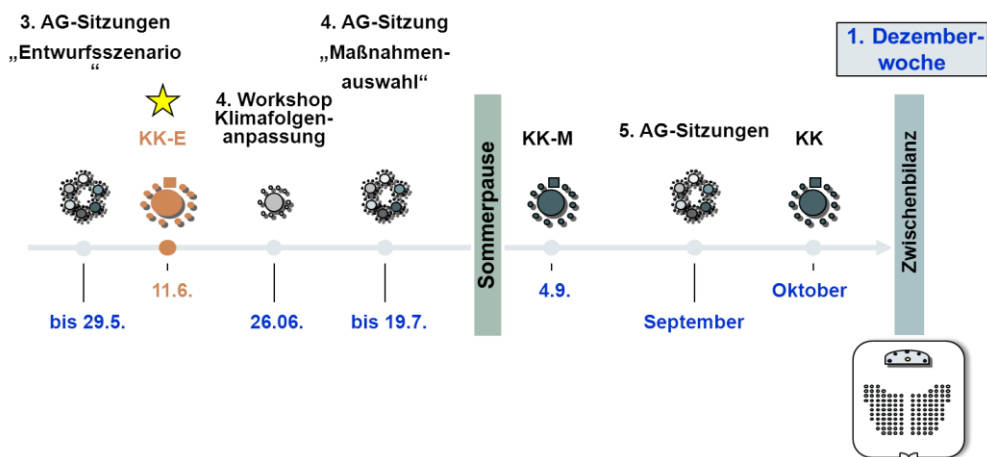 3. AG-Sitzungen
„Entwurfsszenario
“
4. AG-Sitzung
„Maßnahmen-
auswahl“
1. Dezember-
woche
KK-E
4. Workshop
Klimafolgen-
anpassung
Sommerpause
KK-M
5. AG-Sitzungen
KK
Zwischenbilanz
bis 29.5.
11.6.
26.06.
bis 19.7.
4.9.
September
Oktober